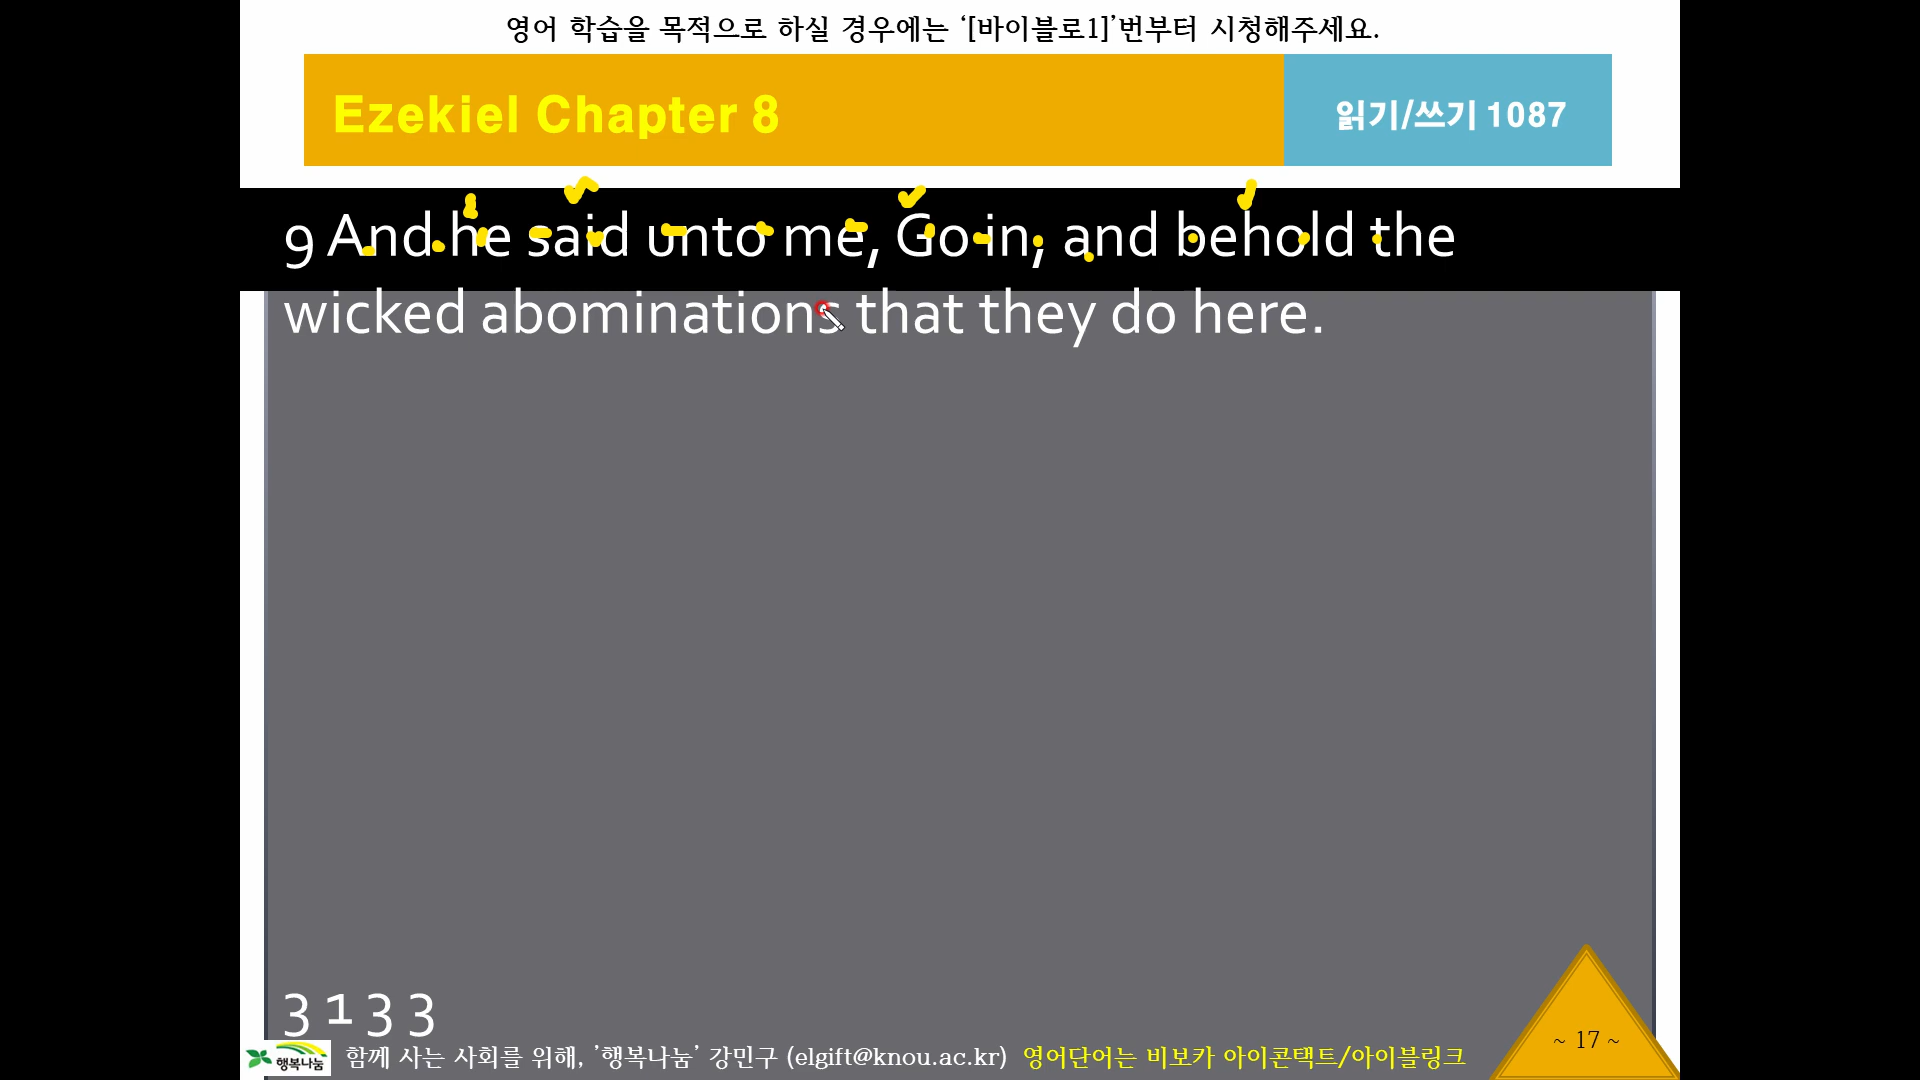 영어 학습을 목적으로 하실 경우에는 ‘[바이블로1]’번부터 시청해주세요.
Ezekiel Chapter 8
읽기/쓰기 1087
9 And he said unto me, Go in, and behold the
wicked abominations that they do here.
3 1 3 3
행복나눔
함께 사는 사회를 위해, ’행복나눔’ 강민구 (elgift@knou.ac.kr) 영어단어는 비보카 아이콘택트/아이블링크
~ 17 ~